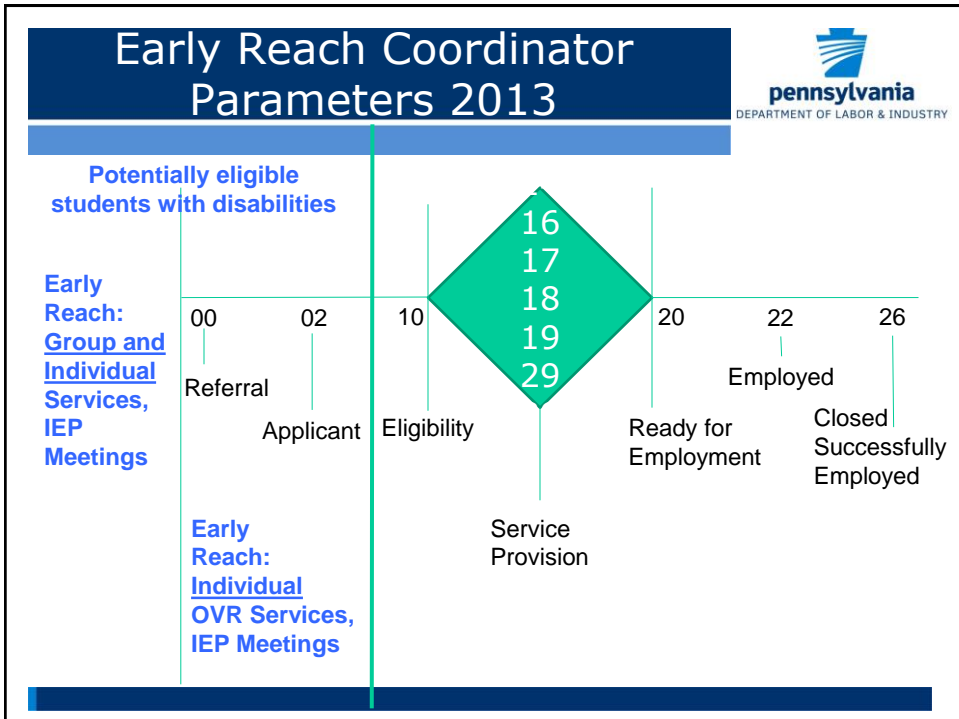 Early Reach Coordinator
Parameters 2013
pennsylvania
DEPARTMENT OF LABOR & INDUSTRY
Potentially eligible
students with disabilities
Early
Reach:
Group and
Individual
Services,
IEP
Meetings
00
02
10
16
17
18
19
29
20
22
26
Referral
Applicant
Eligibility
Employed
Ready for
Employment
Closed
Successfully
Employed
Early
Reach:
Individual
OVR Services,
IEP Meetings
Service
Provision